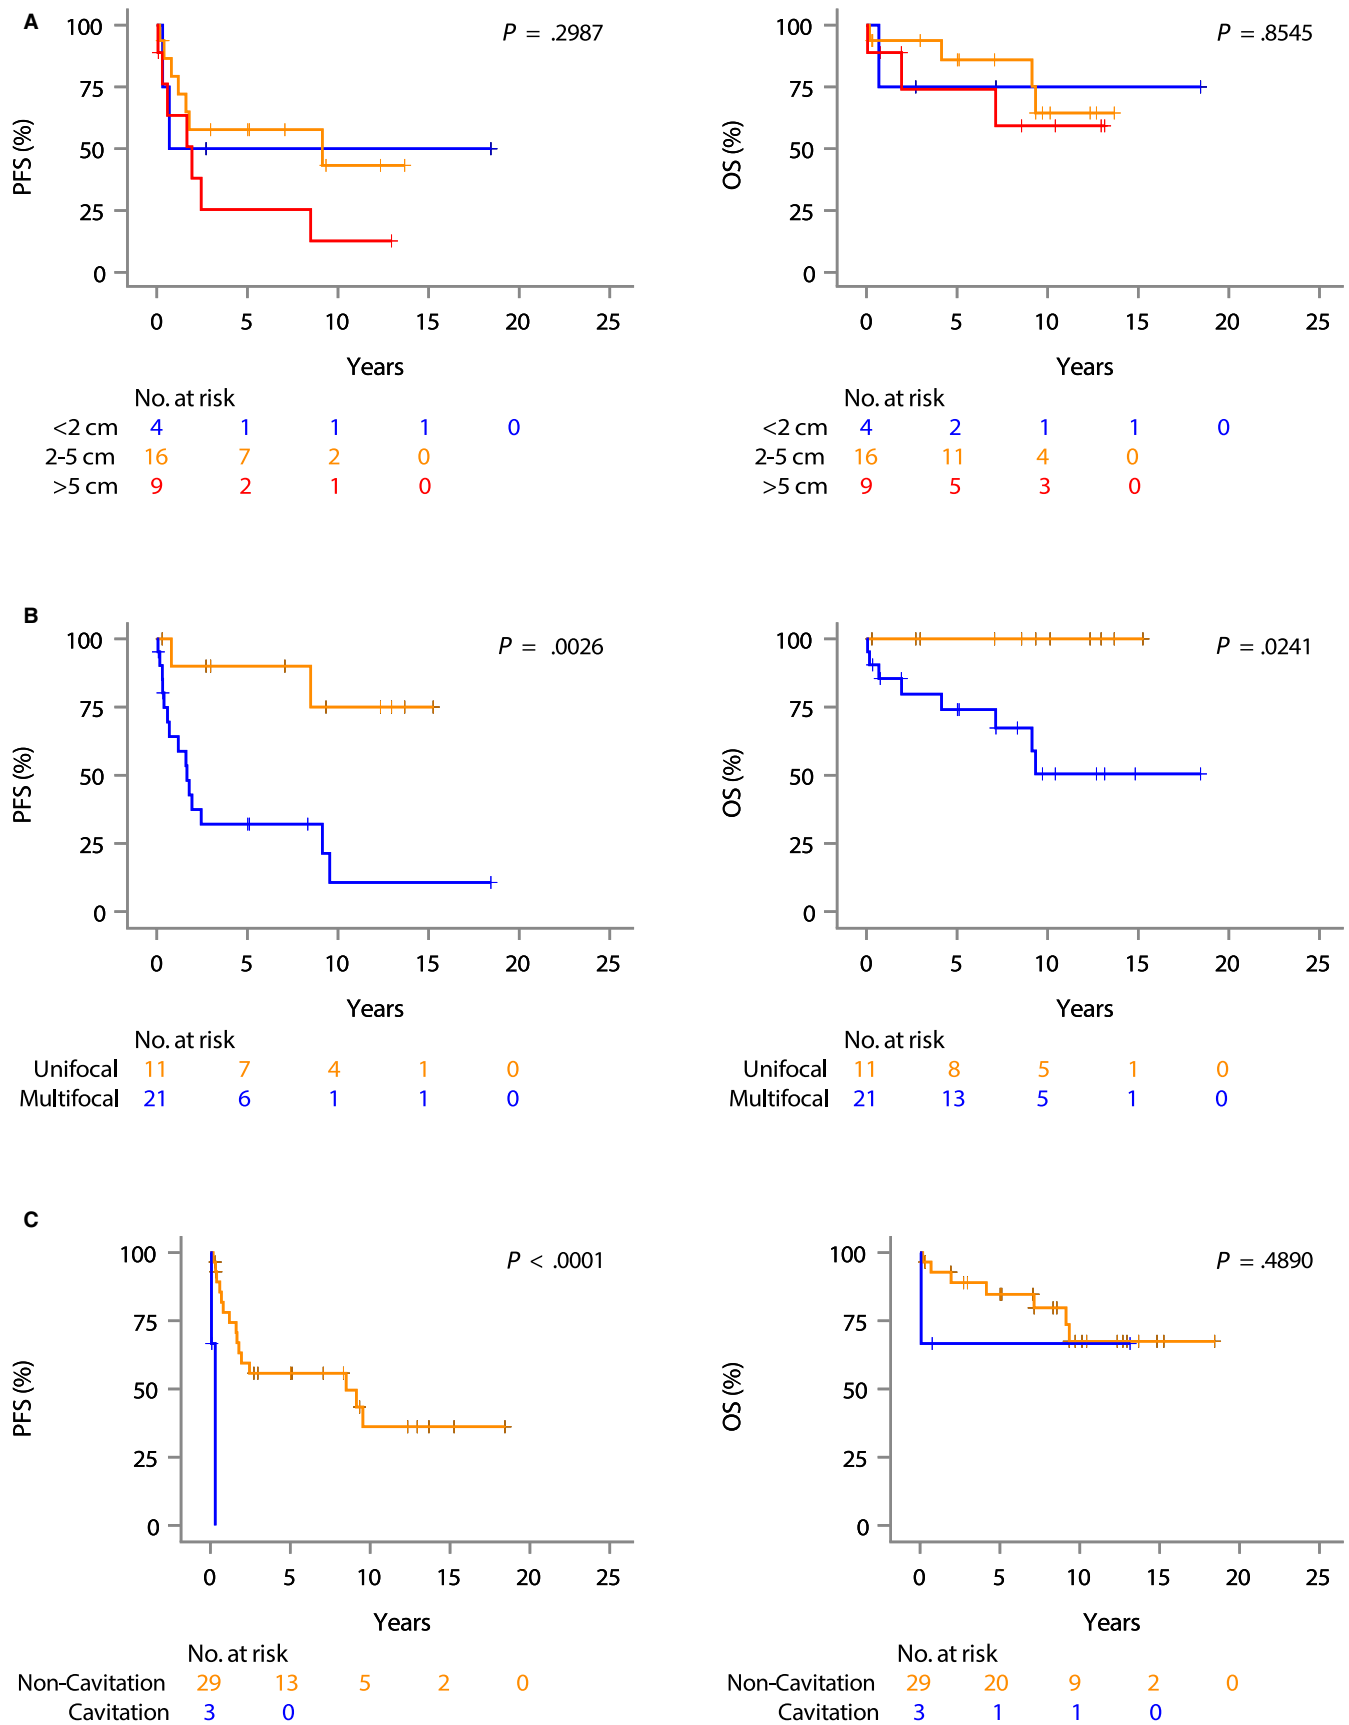 A
100
75
50
25
0
PFS (%)
P = .2987
0 5 10 15 20 25
Years
No. at risk
<2 cm 4 1 1 1 0
2-5 cm 16 7 2 0
>5 cm 9 2 1 0
100
75
50
25
0
OS (%)
P = .8545
0 5 10 15 20 25
Years
No. at risk
<2 cm 4 2 1 1 0
2-5 cm 16 11 4 0
>5 cm 9 5 3 0
B
100
75
50
25
0
PFS (%)
P = .0026
0 5 10 15 20 25
Years
No. at risk
Unifocal 11 7 4 1 0
Multifocal 21 6 1 1 0
100
75
50
25
0
OS (%)
P = .0241
0 5 10 15 20 25
Years
No. at risk
Unifocal 11 8 5 1 0
Multifocal 21 13 5 1 0
C
100
75
50
25
0
PFS (%)
P < .0001
0 5 10 15 20 25
Years
No. at risk
Non-Cavitation 29 13 5 2 0
Cavitation 3 0
100
75
50
25
0
OS (%)
P = .4890
0 5 10 15 20 25
Years
No. at risk
Non-Cavitation 29 20 9 2 0
Cavitation 3 1 1 0